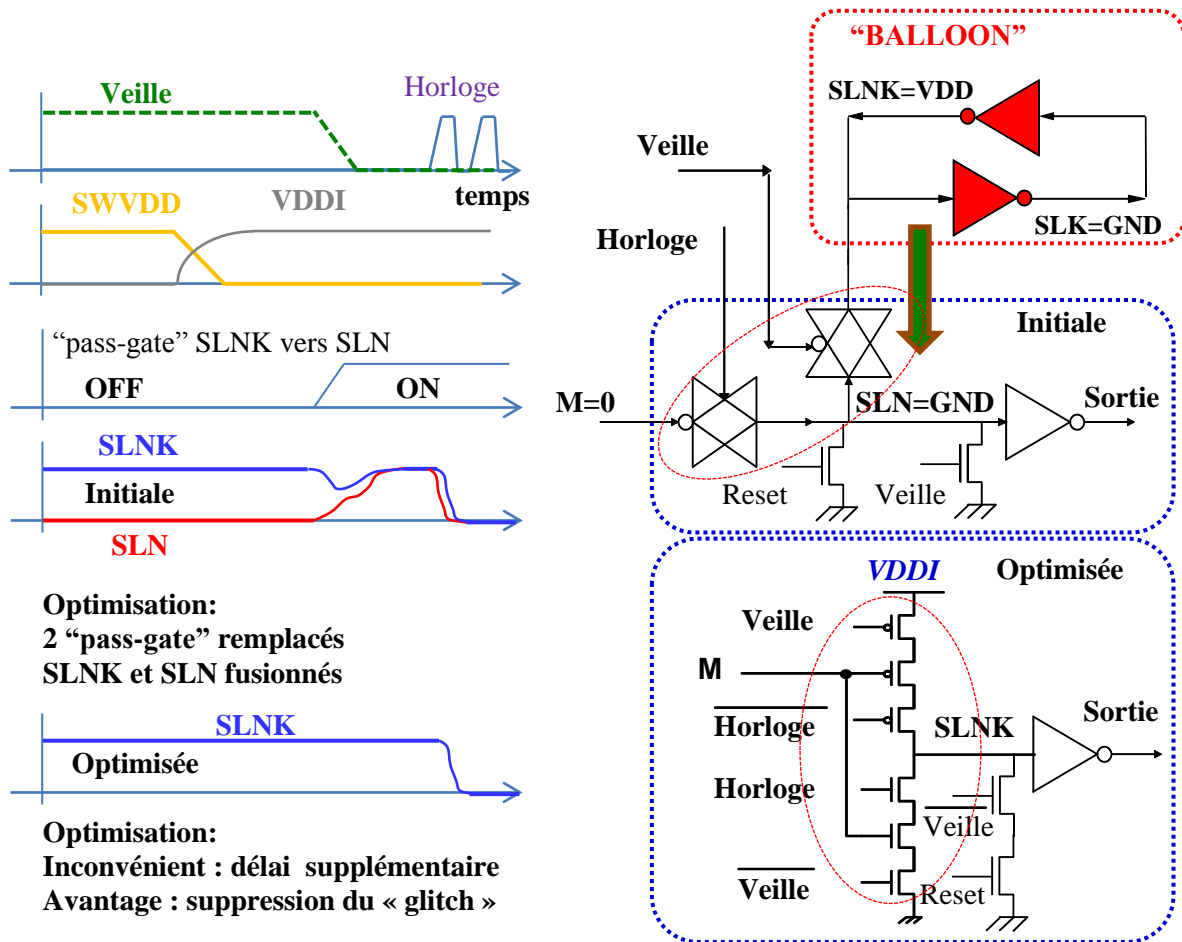 Veille
Horloge
temps
SWVDD
VDDI
“pass-gate” SLNK vers SLN
OFF
ON
SLNK
Initiale
SLN
Optimisation:
2 “pass-gate” remplacés
SLNK et SLN fusionnés
SLNK
Optimisée
Optimisation:
Inconvénient : délai supplémentaire
Avantage : suppression du « glitch »
“BALLOON”
SLNK=VDD
SLK=GND
Veille
Horloge
Initiale
M=0
SLN=GND
Sortie
Reset
Veille
VDDI
Optimisée
Veille
M
Horloge
SLNK
Sortie
Horloge
Veille
Veille
Reset